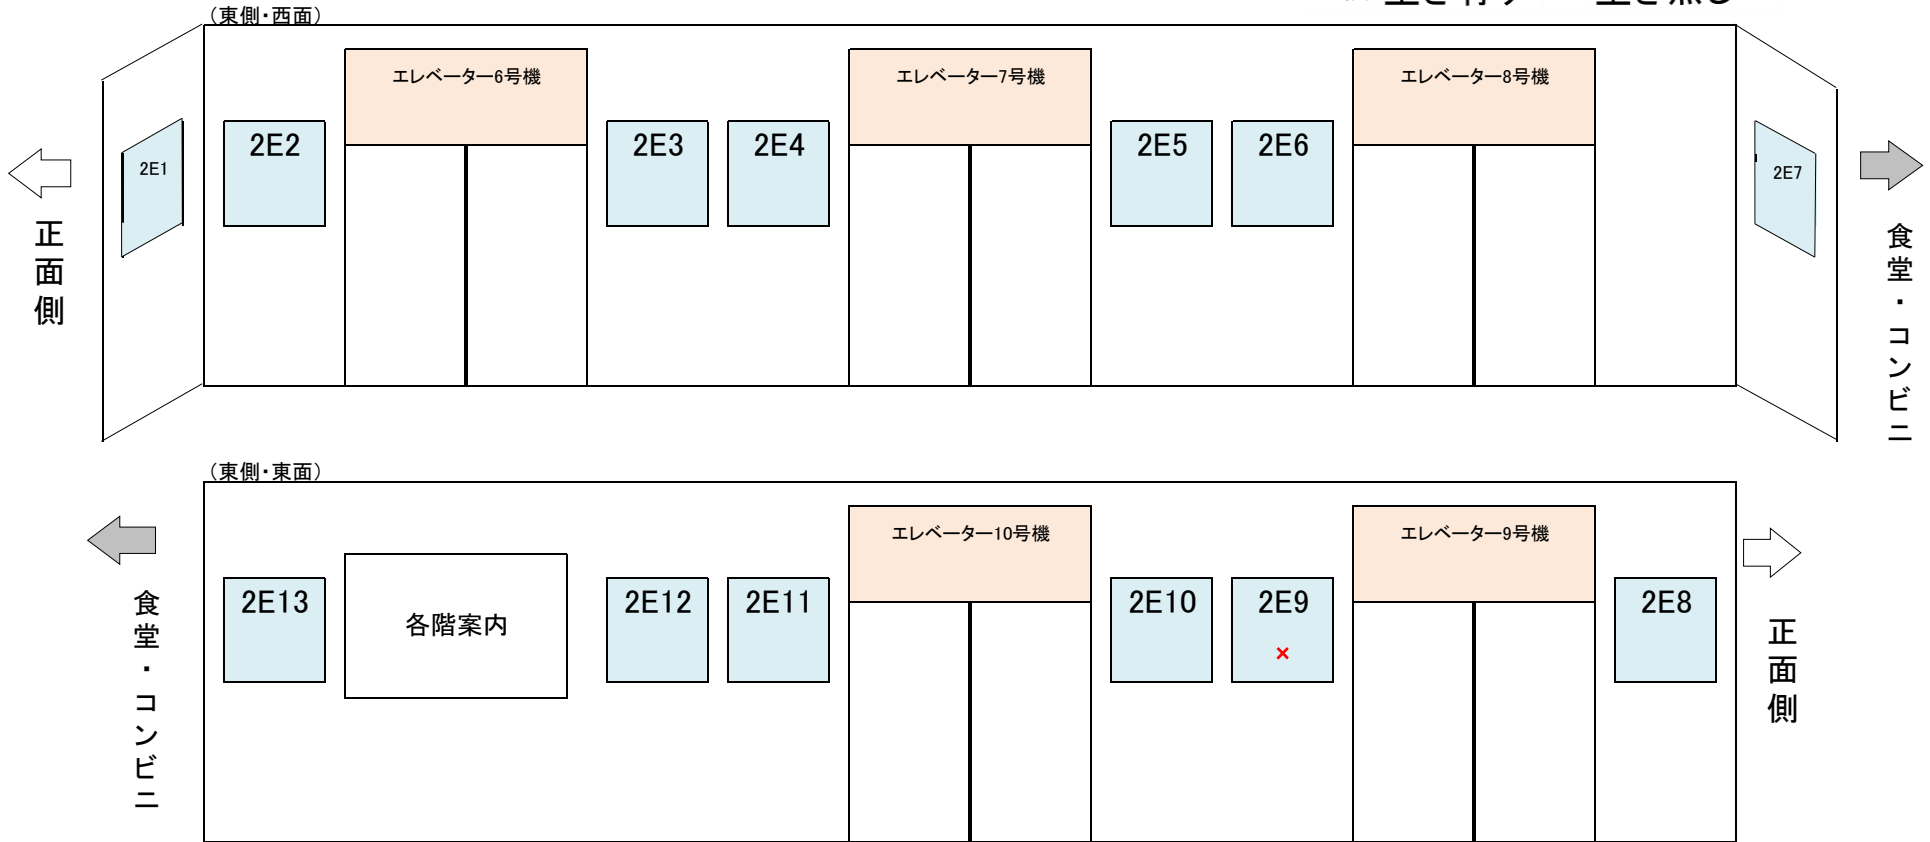 （東側・西面）
エレベーター6号機
エレベーター7号機
エレベーター8号機
2E1
2E2
2E3
2E4
2E5
2E6
2E7
正面側
食堂・コンビニ
（東側・東面）
エレベーター10号機
エレベーター9号機
2E13
各階案内
2E12
2E11
2E10
2E9
×
2E8
食堂・コンビニ
正面側